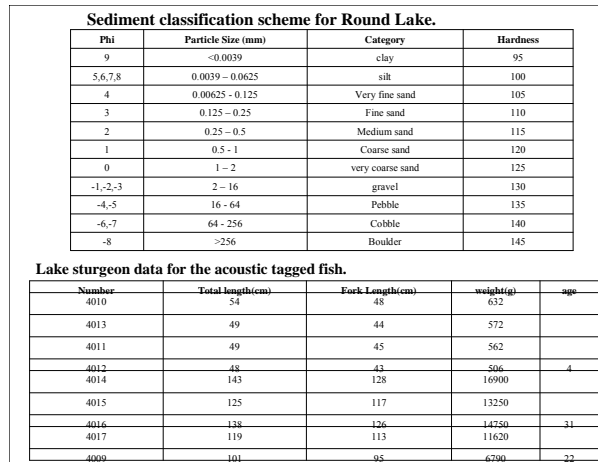 Sediment classification scheme for Round Lake.
Phi Particle Size (mm) Category Hardness
9 <0.0039 clay 95
5,6,7,8 0.0039 – 0.0625 silt 100
4 0.00625 - 0.125 Very fine sand 105
3 0.125 – 0.25 Fine sand 110
2 0.25 – 0.5 Medium sand 115
1 0.5 - 1 Coarse sand 120
0 1 – 2 very coarse sand 125
-1,-2,-3 2 – 16 gravel 130
-4,-5 16 - 64 Pebble 135
-6,-7 64 - 256 Cobble 140
-8 >256 Boulder 145
Lake sturgeon data for the acoustic tagged fish.
Number Total length(cm) Fork Length(cm) weight(g) age
4010 54 48 632
4013 49 44 572
4011 49 45 562
4012 48 43 506 4
4014 143 128 16900
4015 125 117 13250
4016 138 126 14750 31
4017 119 113 11620
4009 101 95 6790 22